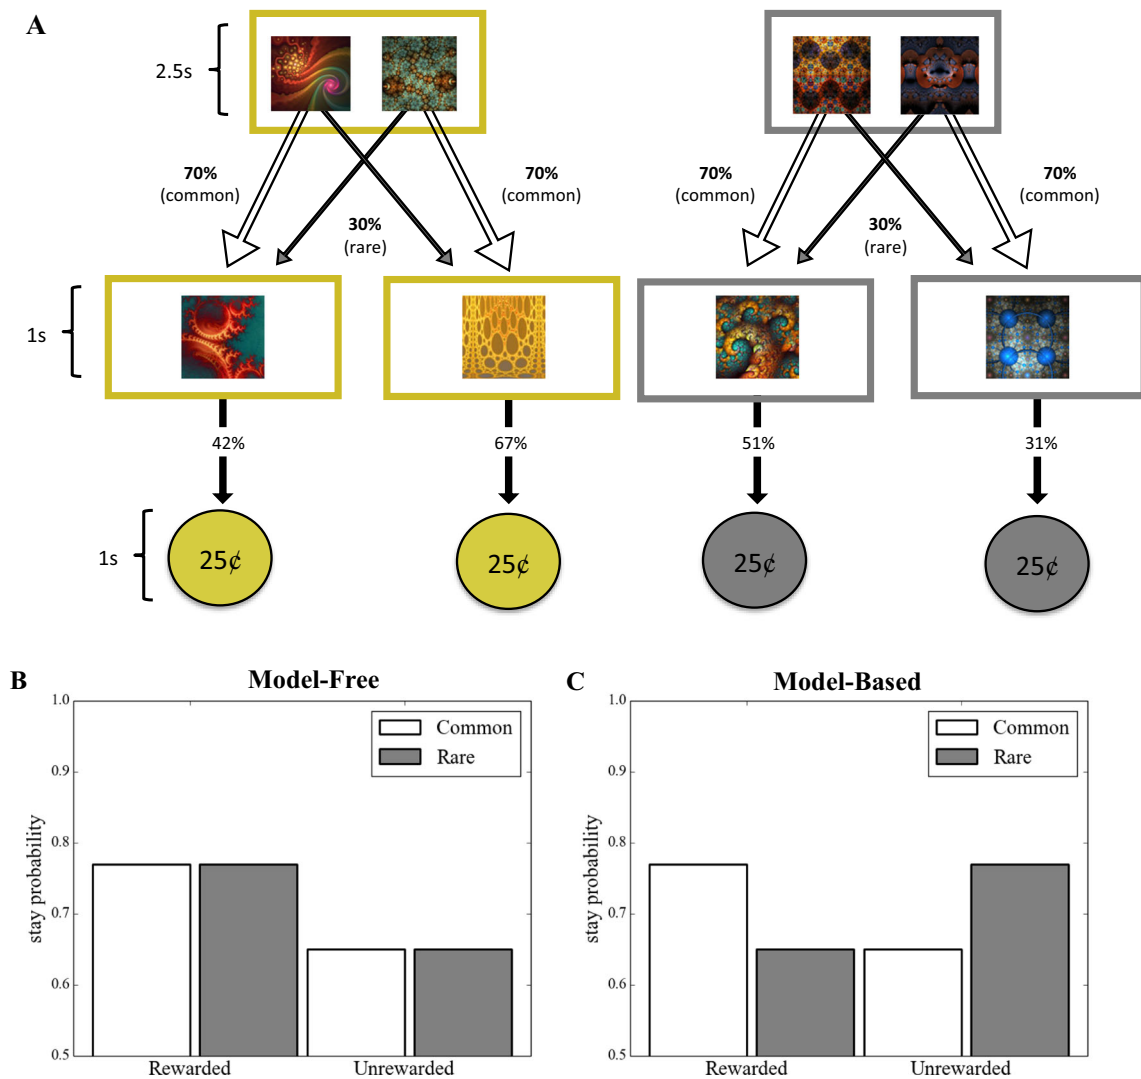 A
2.5s
70%
(common)
70%
(common)
30%
(rare)
70%
(common)
70%
(common)
30%
(rare)
1s
42%
67%
51%
31%
1s
25¢
25¢
25¢
25¢
B
Model-Free
stay probability
1.0
0.9
0.8
0.7
0.6
0.5
Common
Rare
Rewarded
Unrewarded
C
Model-Based
stay probability
1.0
0.9
0.8
0.7
0.6
0.5
Common
Rare
Rewarded
Unrewarded